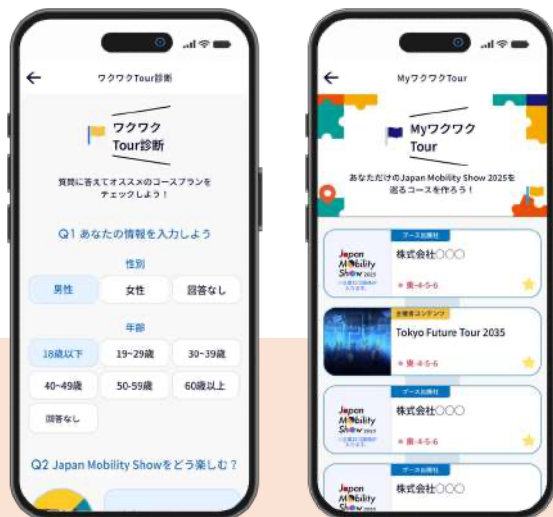 ワクワクTour診断
ワクワク
Tour診断
質問に答えてオススメのコースプランを
チェックしよう！
Q1 あなたの情報を入力しよう
性別
男性
女性
回答なし
年齢
18歳以下
19~29歳
30~39歳
40~49歳
50-59歳
60歳以上
回答なし
Q2 Japan Mobility Showをどう楽しむ？
MyワクワクTour
Myワクワク
Tour
あなただけのJapan Mobility Show 2025を
巡るコースを作ろう！
ブース出展社
Japan
Mobility
Show 2025
株式会社○○○
東-4-5-6
主催者コンテンツ
Tokyo Future Tour 2035
東-4-5-6
ブース出展社
Japan
Mobility
Show 2025
株式会社○○○
東-4-5-6
ブース出展社
Japan
Mobility
Show 2025
株式会社○○○